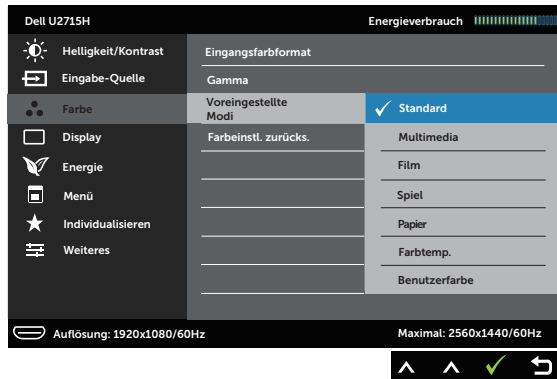 Dell U2715H Energieverbrauch
Helligkeit/Kontrast
Eingabe-Quelle
Farbe
Display
Energie
Menü
Individualisieren
Weiteres
Eingangsfarbformat
Gamma
Voreingestellte
Modi
Farbeinstl. zurücks.
Standard
Multimedia
Film
Spiel
Papier
Farbtemp.
Benutzerfarbe
Auflösung: 1920x1080/60Hz Maximal: 2560x1440/60Hz